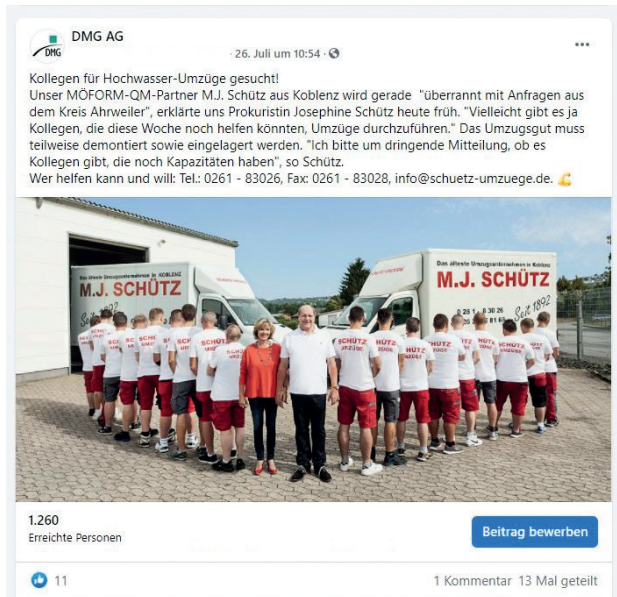 DMG AG
DMG
26. Juli um 10:54 ·
Kollegen für Hochwasser-Umzüge gesucht!
Unser MÖFORM-QM-Partner M.J. Schütz aus Koblenz wird gerade "überrannt mit Anfragen aus
dem Kreis Ahrweiler", erklärte uns Prokuristin Josephine Schütz heute früh. "Vielleicht gibt es ja
Kollegen, die diese Woche noch helfen könnten, Umzüge durchzuführen." Das Umzugsgut muss
teilweise demontiert sowie eingelagert werden. "Ich bitte um dringende Mitteilung, ob es
Kollegen gibt, die noch Kapazitäten haben", so Schütz.
Wer helfen kann und will: Tel.: 0261 - 83026, Fax: 0261 - 83028, info@schuetz-umzuege.de.
Das älteste Umzugsunternehmen in KOBLENZ
M.J. SCHÜTZ
Seit 1892
Das älteste Umzugsunternehmen in KOBLENZ
M.J. SCHÜTZ
Seit 1892
SCHÜTZ
UMZÜGE
1.260
Erreichte Personen
Beitrag bewerben
11
1 Kommentar 13 Mal geteilt